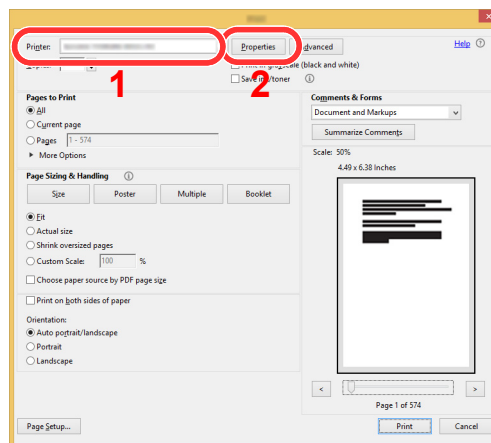 Printer:
Properties
Advanced
Help
1
2
(black and white)
Save ink/toner
Pages to Print
All
Current page
Pages
1 - 574
More Options
Comments & Forms
Document and Markups
Summarize Comments
Scale: 50%
4.49 x 6.38 Inches
Page Sizing & Handling
Size
Poster
Multiple
Booklet
Fit
Actual size
Shrink oversized pages
Custom Scale:
100
%
Choose paper source by PDF page size
Print on both sides of paper
Orientation:
Auto portrait/landscape
Portrait
Landscape
<
>
Page 1 of 574
Page Setup...
Print
Cancel